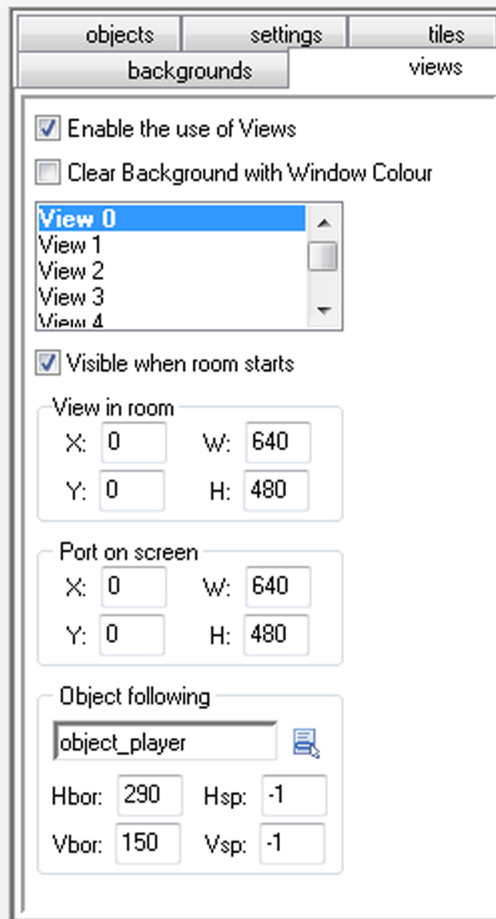 objects settings tiles
backgrounds views
Enable the use of Views
Clear Background with Window Colour
View 0
View 1
View 2
View 3
View 4
Visible when room starts
View in room
X: 0 W: 640
Y: 0 H: 480
Port on screen
X: 0 W: 640
Y: 0 H: 480
Object following
object_player
Hbor: 290 Hsp: -1
Vbor: 150 Vsp: -1